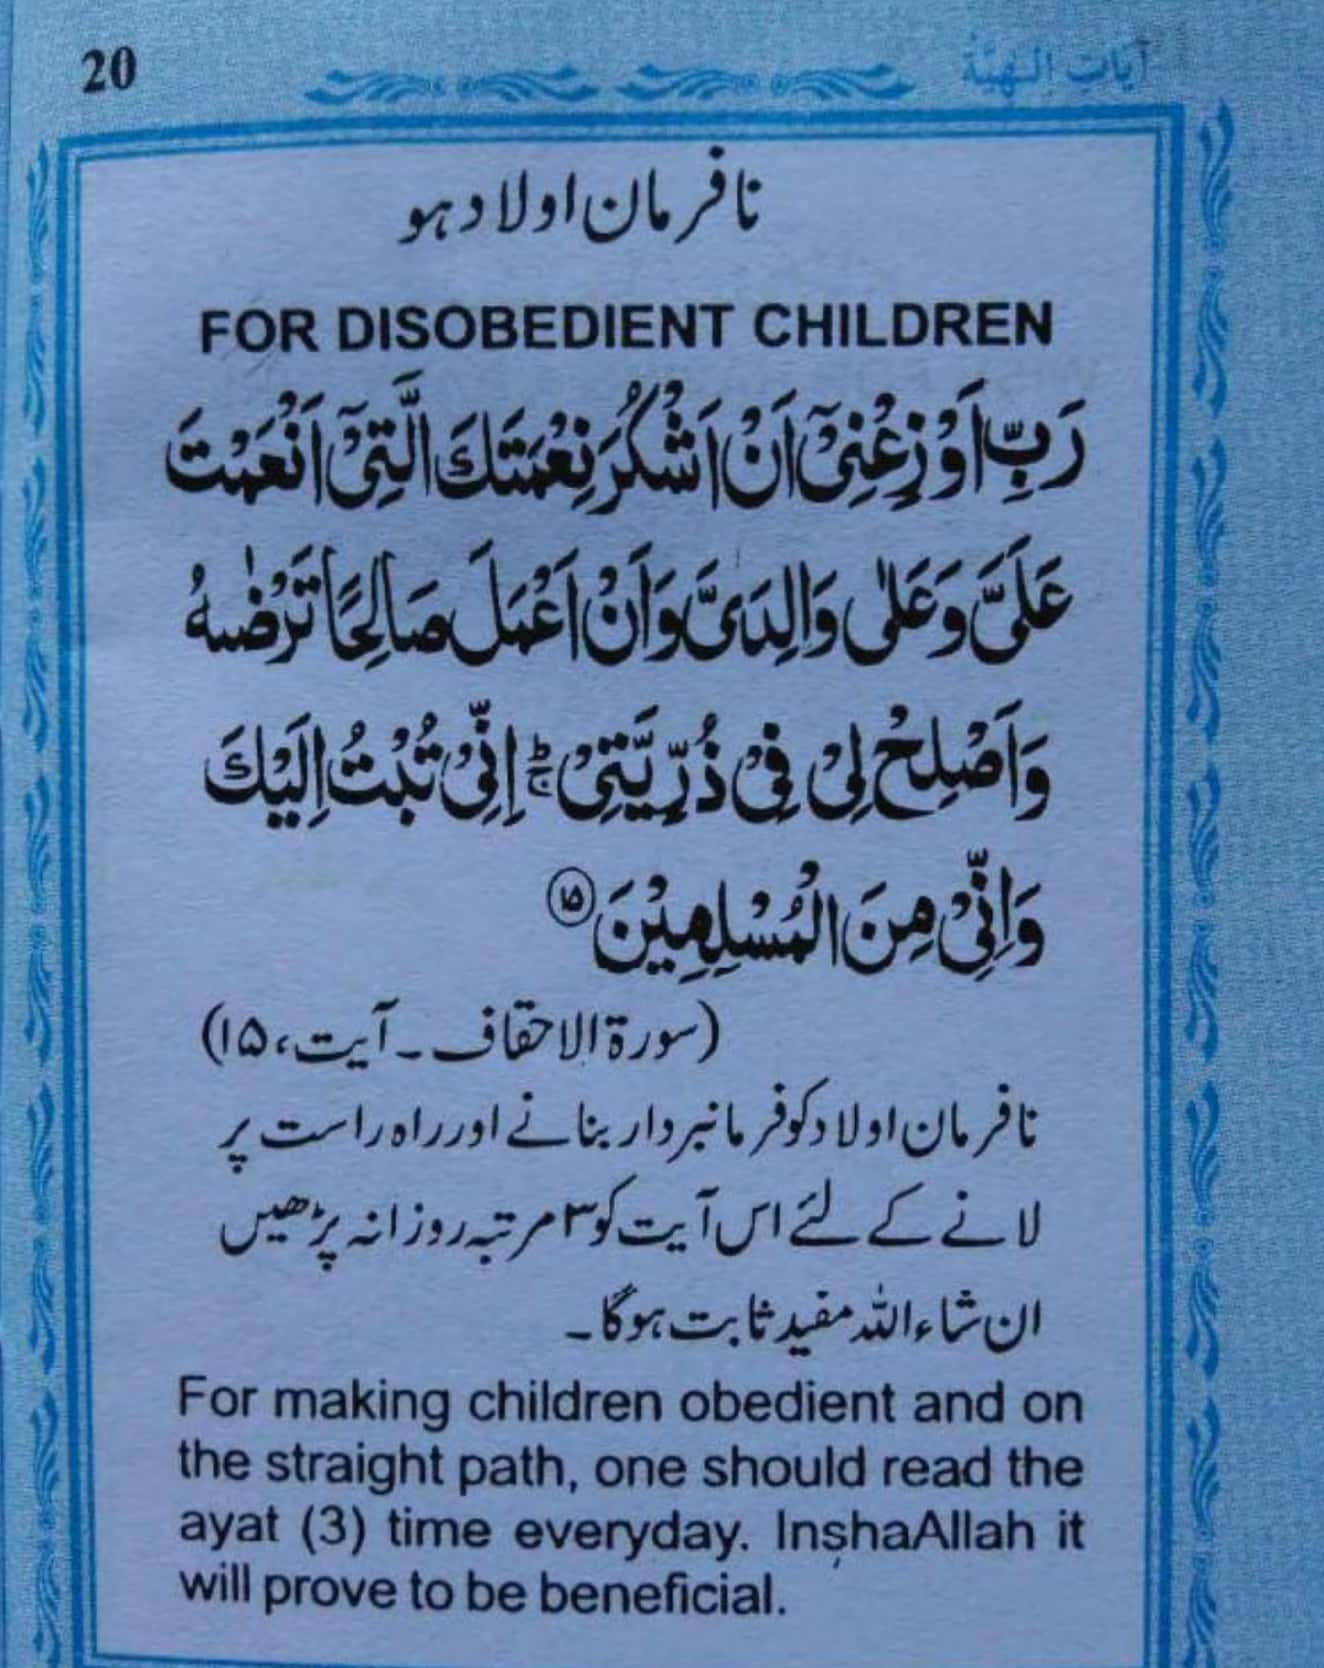 20
آیات الٰہیّہ
نافرمان اولاد ہو
FOR DISOBEDIENT CHILDREN
رَبِّ اَوْزِعْنِیْۤ اَنْ اَشْكُرَ نِعْمَتَكَ الَّتِیْۤ اَنْعَمْتَ
عَلَیَّ وَعَلٰی وَالِدَیَّ وَاَنْ اَعْمَلَ صَالِحًا تَرْضٰىهُ
وَاَصْلِحْ لِیْ فِیْ ذُرِّیَّتِیْ ۚ اِنِّیْ تُبْتُ اِلَیْكَ
وَاِنِّیْ مِنَ الْمُسْلِمِیْنَ ۝۱۵
(سورۃ الاحقاف ۔ آیت، ۱۵)
نافرمان اولاد کو فرمانبردار بنانے اور راہ راست پر
لانے کے لئے اس آیت کو ۳ مرتبہ روزانہ پڑھیں
ان شاء اللہ مفید ثابت ہوگا۔
For making children obedient and on
the straight path, one should read the
ayat (3) time everyday. InshaAllah it
will prove to be beneficial.